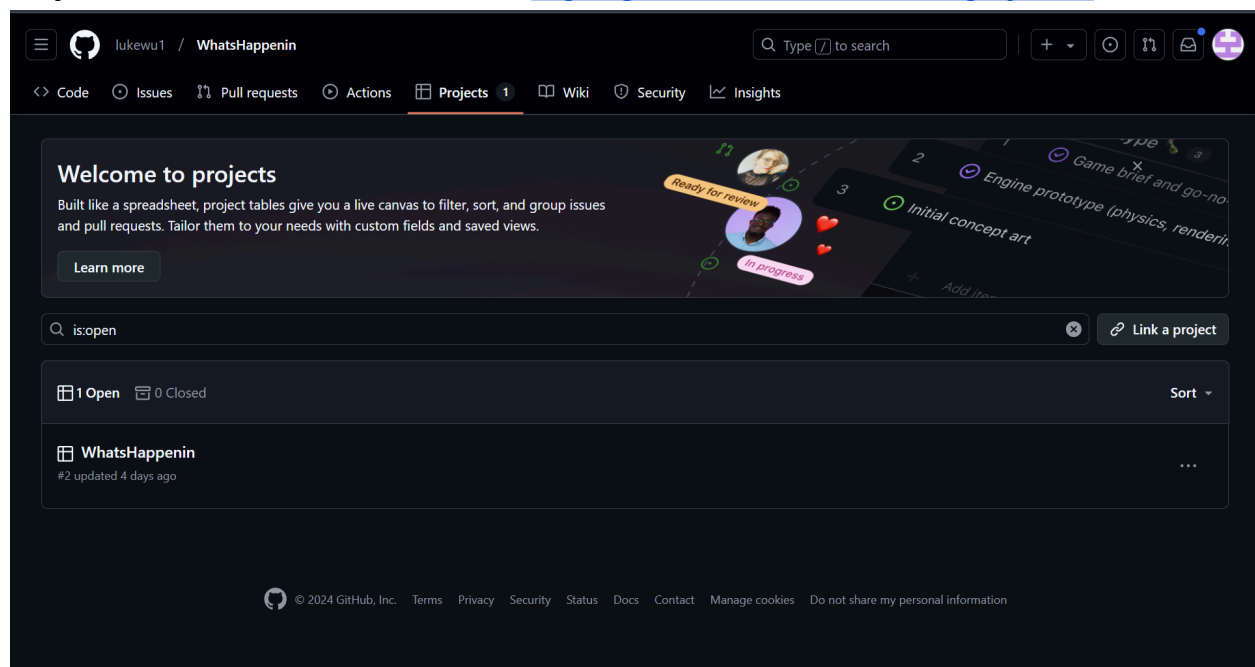 lukewu1 / WhatsHappenin
Type / to search
Code Issues Pull requests Actions Projects 1 Wiki Security Insights
Welcome to projects
Built like a spreadsheet, project tables give you a live canvas to filter, sort, and group issues
and pull requests. Tailor them to your needs with custom fields and saved views.
Learn more
Ready for review
In progress
1
2 Engine prototype (physics, renderin
3 Initial concept art
Game brief and go-no
3
+ Add
is:open
Link a project
1 Open 0 Closed
Sort
WhatsHappenin
#2 updated 4 days ago
© 2024 GitHub, Inc. Terms Privacy Security Status Docs Contact Manage cookies Do not share my personal information